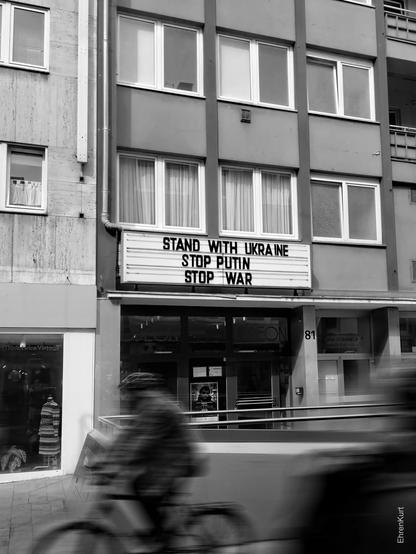 STAND WITH UKRAINE
STOP PUTIN
STOP WAR
81
EhrenKurt